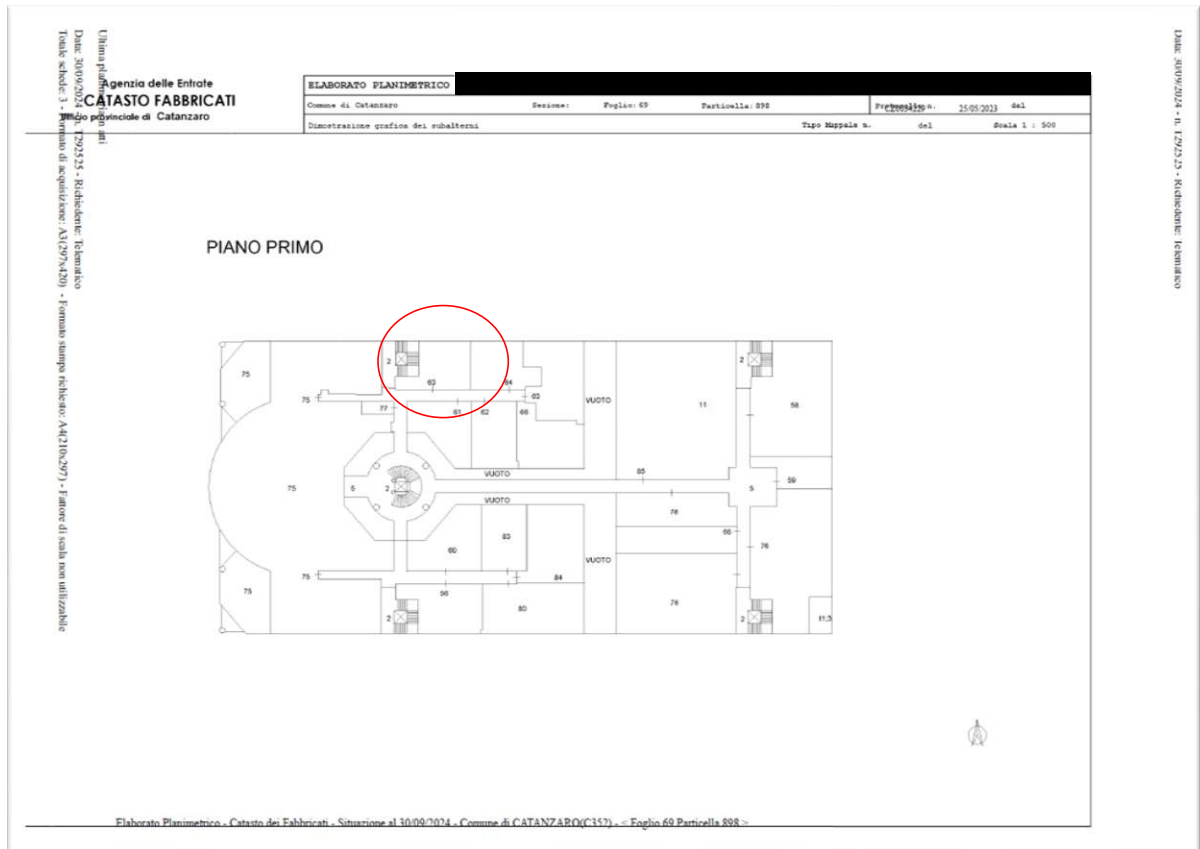 Ultima planimetria in atti
Data: 30/09/2024 - n. T292525 - Richiedente: Telematico
Totale schede: 3 - Formato di acquisizione: A3(297x420) - Formato stampa richiesto: A4(210x297) - Fattore di scala non utilizzabile
Agenzia delle Entrate
CATASTO FABBRICATI
Ufficio provinciale di Catanzaro
ELABORATO PLANIMETRICO
Comune di Catanzaro Sezione: Foglio: 69 Particella: 898 Protocollo n. 25/05/2023 del
Dimostrazione grafica dei subalterni Tipo Mappale n. del Scala 1 : 500
Data: 30/09/2024 - n. T292525 - Richiedente: Telematico
PIANO PRIMO
75 2 2
63 64
75 77 61 62 66 63 VUOTO 11 58
VUOTO 85
75 5 2 5 59
VUOTO 76
83 66
60 76
VUOTO
75 84
75 96 80 76
2 2
Elaborato Planimetrico - Catasto dei Fabbricati - Situazione al 30/09/2024 - Comune di CATANZARO(C352) - < Foglio 69 Particella 898 >